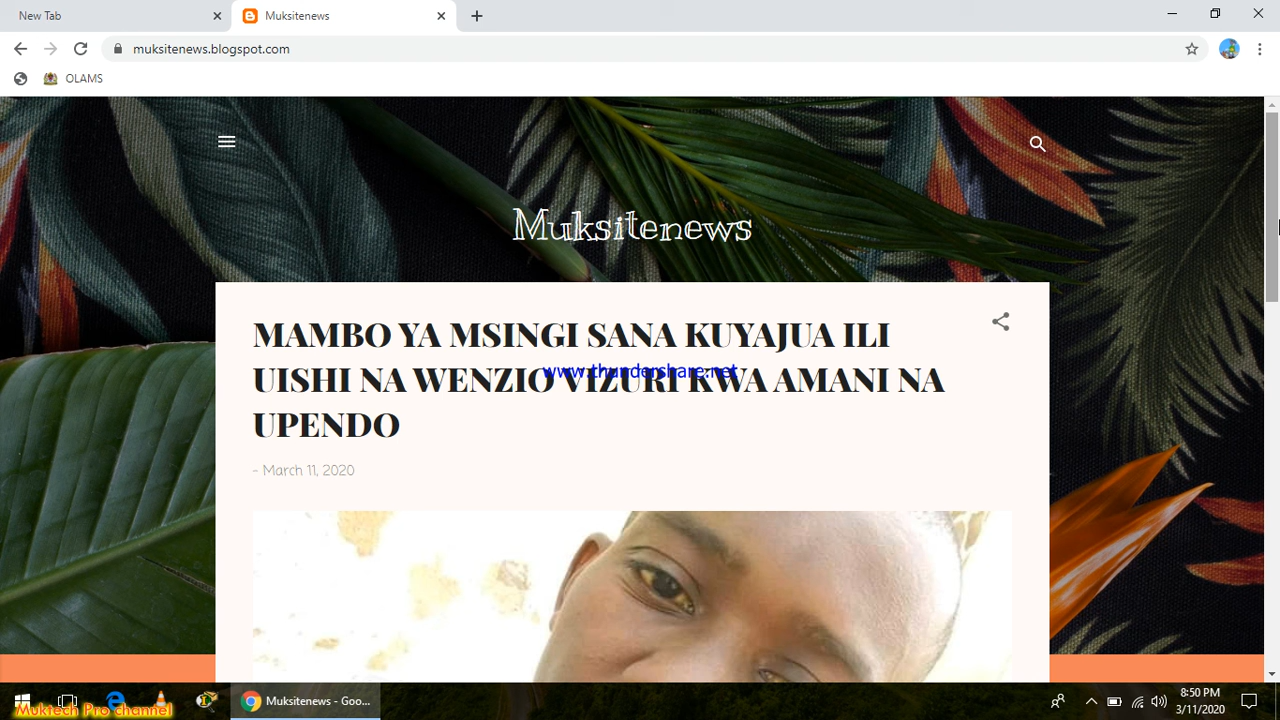 New Tab
Muksitenews
muksitenews.blogspot.com
OLAMS
Muksitenews
MAMBO YA MSINGI SANA KUYAJUA ILI
UISHI NA WENZIO VIZURI KWA AMANI NA
UPENDO
www.thundershare.net
- March 11, 2020
Muksitenews - Goo...
Muktech Pro channel
8:50 PM
3/11/2020